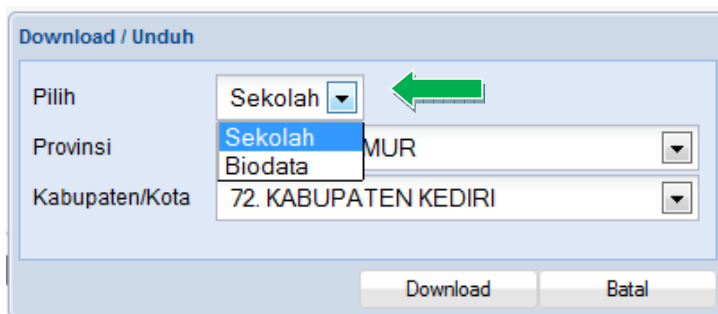 Download / Unduh
Pilih Sekolah
Sekolah
Biodata
Provinsi MUR
Kabupaten/Kota 72. KABUPATEN KEDIRI
Download Batal